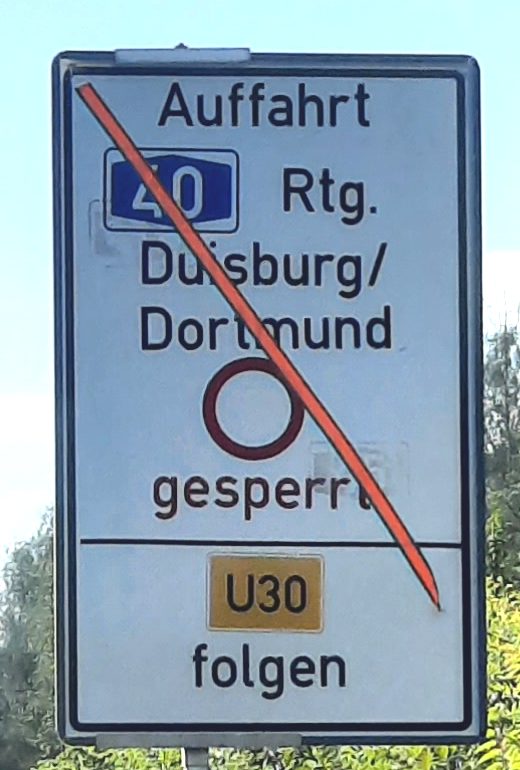 Auffahrt
40 Rtg.
Duisburg/
Dortmund
gesperrt
U30
folgen